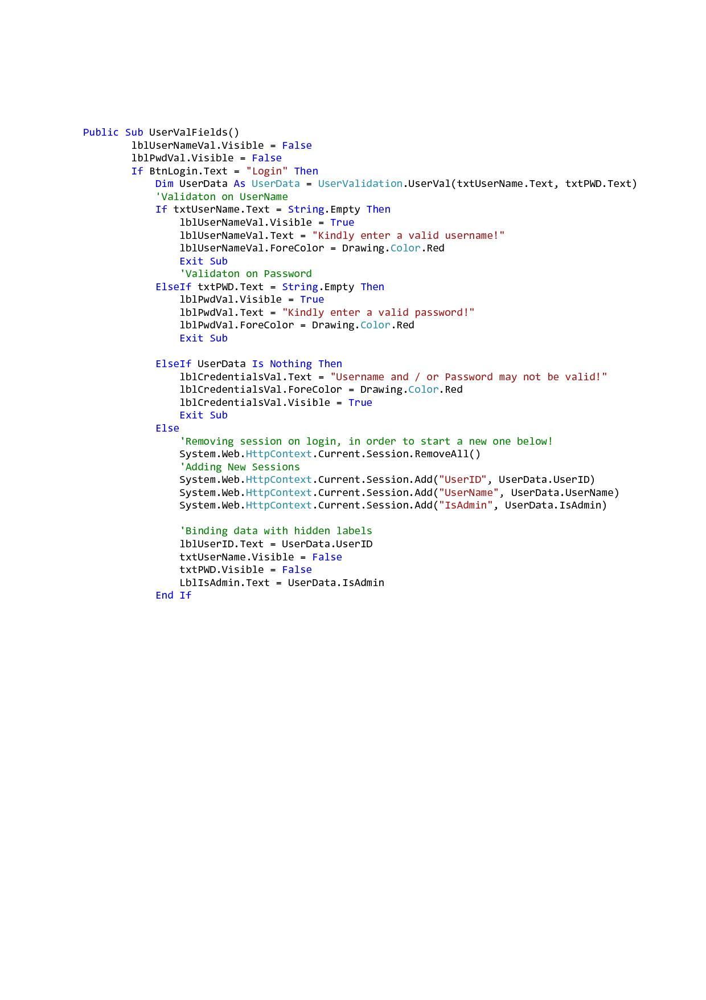 Public Sub UserValFields()
lblUserNameVal.Visible = False
lblPwdVal.Visible = False
If BtnLogin.Text = "Login" Then
Dim UserData As UserData = UserValidation.UserVal(txtUserName.Text, txtPWD.Text)
'Validaton on UserName
If txtUserName.Text = String.Empty Then
lblUserNameVal.Visible = True
lblUserNameVal.Text = "Kindly enter a valid username!"
lblUserNameVal.ForeColor = Drawing.Color.Red
Exit Sub
'Validaton on Password
ElseIf txtPWD.Text = String.Empty Then
lblPwdVal.Visible = True
lblPwdVal.Text = "Kindly enter a valid password!"
lblPwdVal.ForeColor = Drawing.Color.Red
Exit Sub
ElseIf UserData Is Nothing Then
lblCredentialsVal.Text = "Username and / or Password may not be valid!"
lblCredentialsVal.ForeColor = Drawing.Color.Red
lblCredentialsVal.Visible = True
Exit Sub
Else
'Removing session on login, in order to start a new one below!
System.Web.HttpContext.Current.Session.RemoveAll()
'Adding New Sessions
System.Web.HttpContext.Current.Session.Add("UserID", UserData.UserID)
System.Web.HttpContext.Current.Session.Add("UserName", UserData.UserName)
System.Web.HttpContext.Current.Session.Add("IsAdmin", UserData.IsAdmin)
'Binding data with hidden labels
lblUserID.Text = UserData.UserID
txtUserName.Visible = False
txtPWD.Visible = False
LblIsAdmin.Text = UserData.IsAdmin
End If